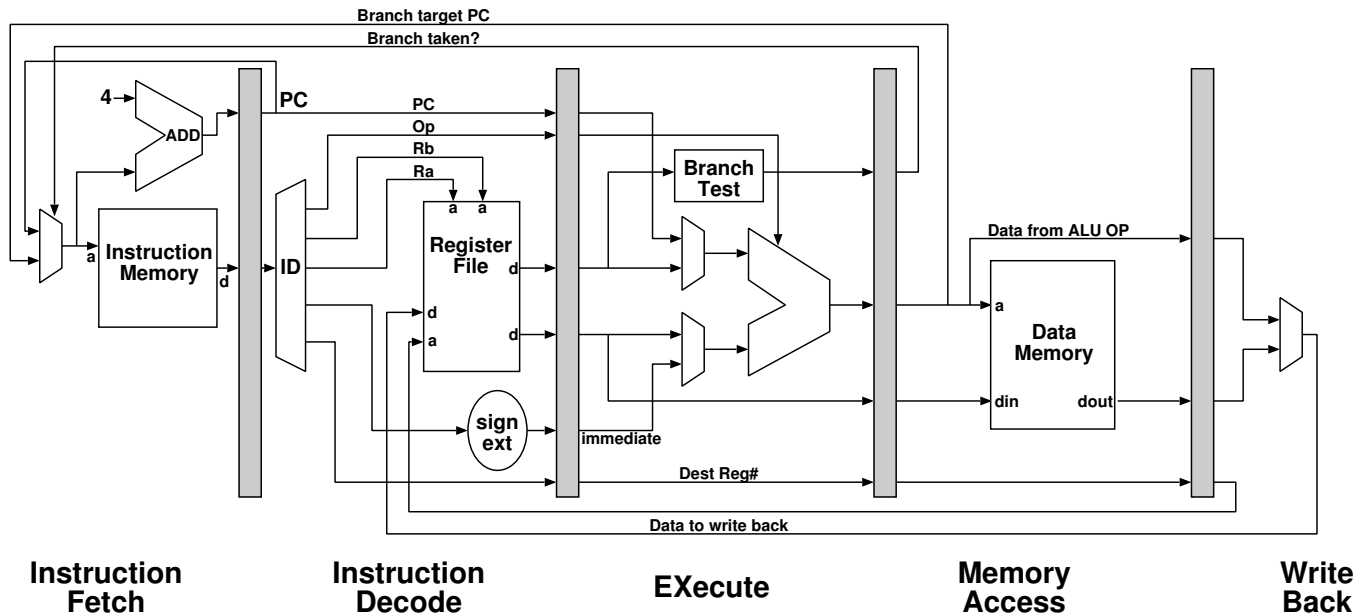 Branch target PC
Branch taken?
4
ADD
PC
PC
Op
Rb
Ra
Branch
Test
a
a
a
Instruction
Memory
d
ID
Register
File
d
d
d
a
Data from ALU OP
a
Data
Memory
din
dout
sign
ext
immediate
Dest Reg#
Data to write back
Instruction
Fetch
Instruction
Decode
EXecute
Memory
Access
Write
Back